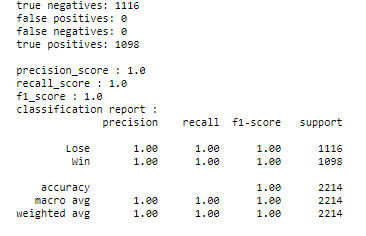 true negatives: 1116
false positives: 0
false negatives: 0
true positives: 1098
precision_score : 1.0
recall_score : 1.0
f1_score : 1.0
classification report :
precision recall f1-score support
Lose 1.00 1.00 1.00 1116
Win 1.00 1.00 1.00 1098
accuracy 1.00 2214
macro avg 1.00 1.00 1.00 2214
weighted avg 1.00 1.00 1.00 2214